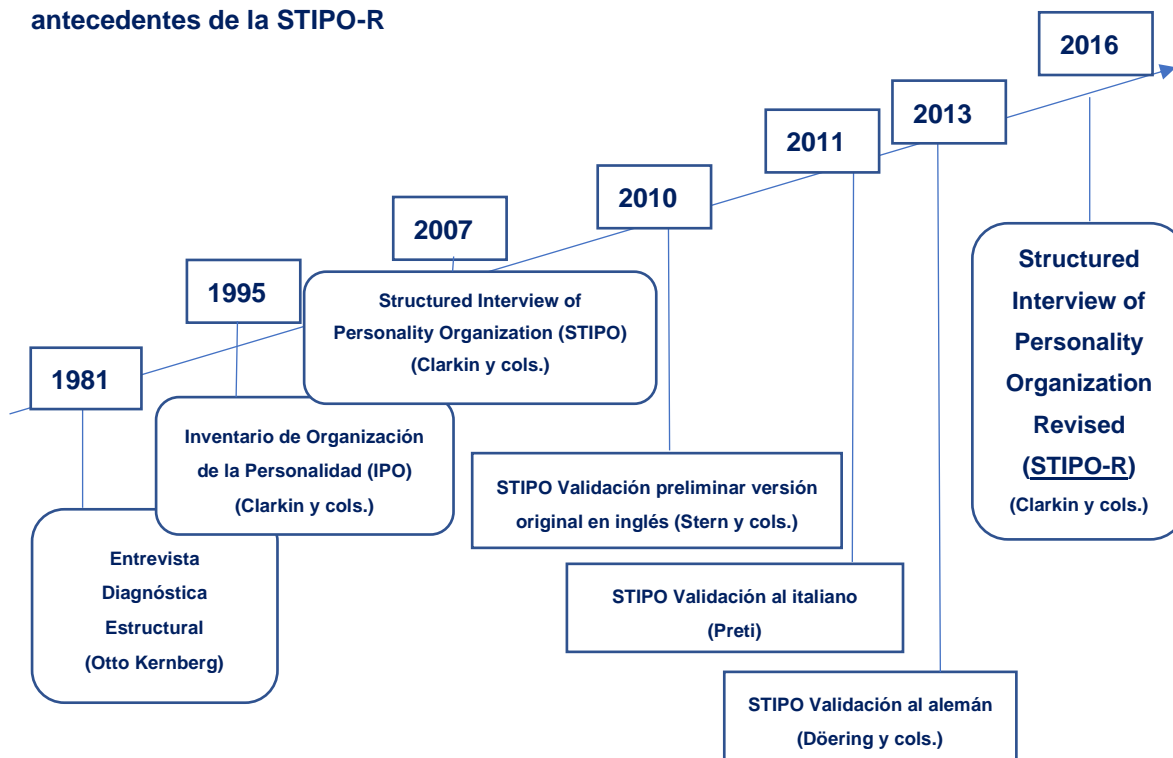 antecedentes de la STIPO-R
1981
Entrevista
Diagnóstica
Estructural
(Otto Kernberg)
1995
Inventario de Organización
de la Personalidad (IPO)
(Clarkin y cols.)
2007
Structured Interview of
Personality Organization (STIPO)
(Clarkin y cols.)
2010
STIPO Validación preliminar versión
original en inglés (Stern y cols.)
2011
STIPO Validación al italiano
(Preti)
2013
STIPO Validación al alemán
(Döering y cols.)
2016
Structured
Interview of
Personality
Organization
Revised
(STIPO-R)
(Clarkin y cols.)